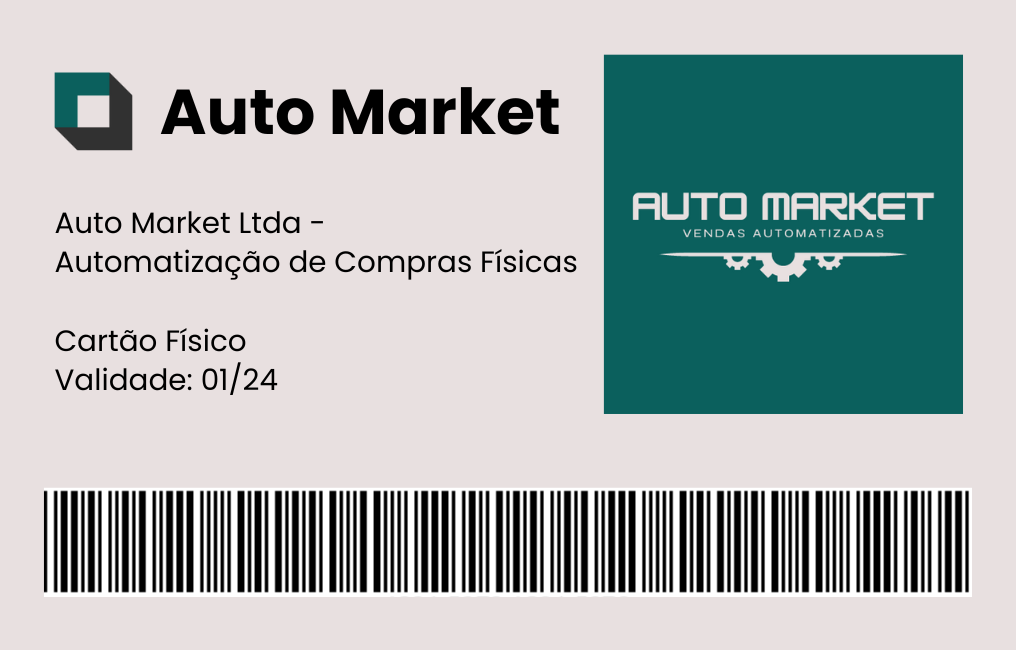 Auto Market
Auto Market Ltda -
Automatização de Compras Físicas
Cartão Físico
Validade: 01/24
AUTO MARKET
VENDAS AUTOMATIZADAS